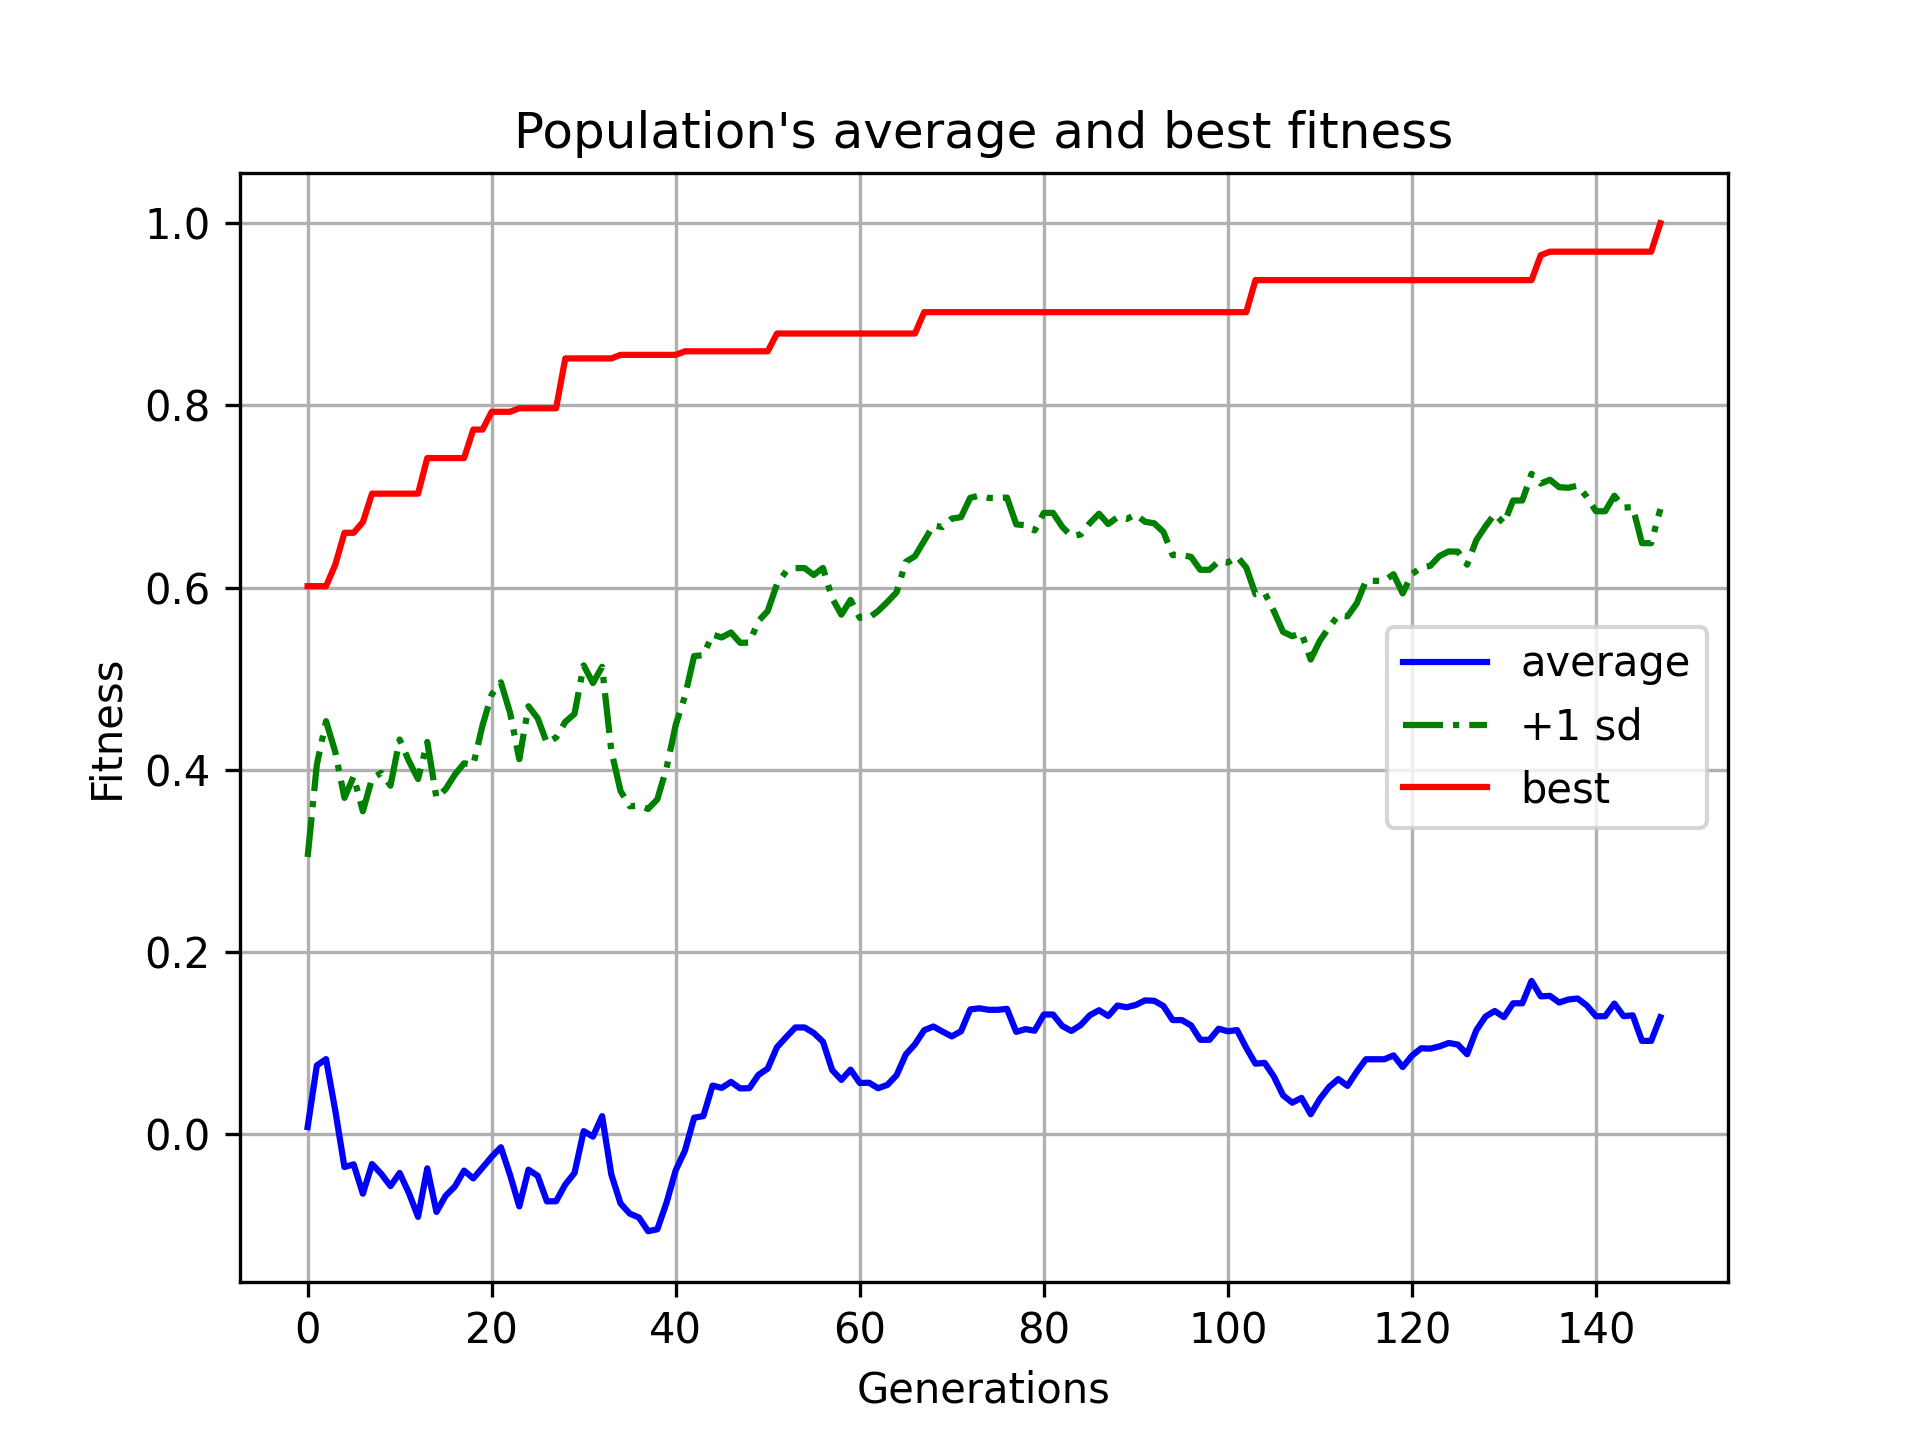 Population's average and best fitness
1.0
0.8
0.6
0.4
0.2
0.0
Fitness
average
+1 sd
best
0 20 40 60 80 100 120 140
Generations